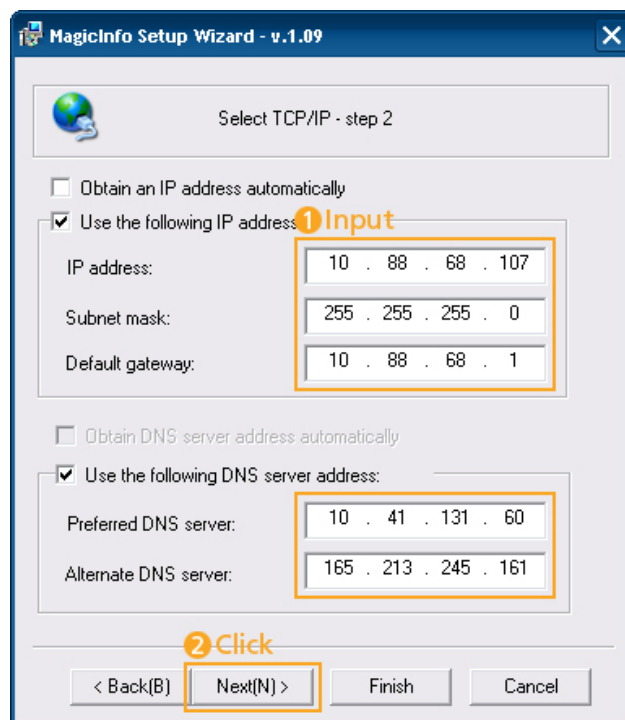 MagicInfo Setup Wizard - v.1.09
Select TCP/IP - step 2
Obtain an IP address automatically
Use the following IP address
1 Input
IP address: 10 . 88 . 68 . 107
Subnet mask: 255 . 255 . 255 . 0
Default gateway: 10 . 88 . 68 . 1
Obtain DNS server address automatically
Use the following DNS server address:
Preferred DNS server: 10 . 41 . 131 . 60
Alternate DNS server: 165 . 213 . 245 . 161
2 Click
< Back(B) Next(N) > Finish Cancel